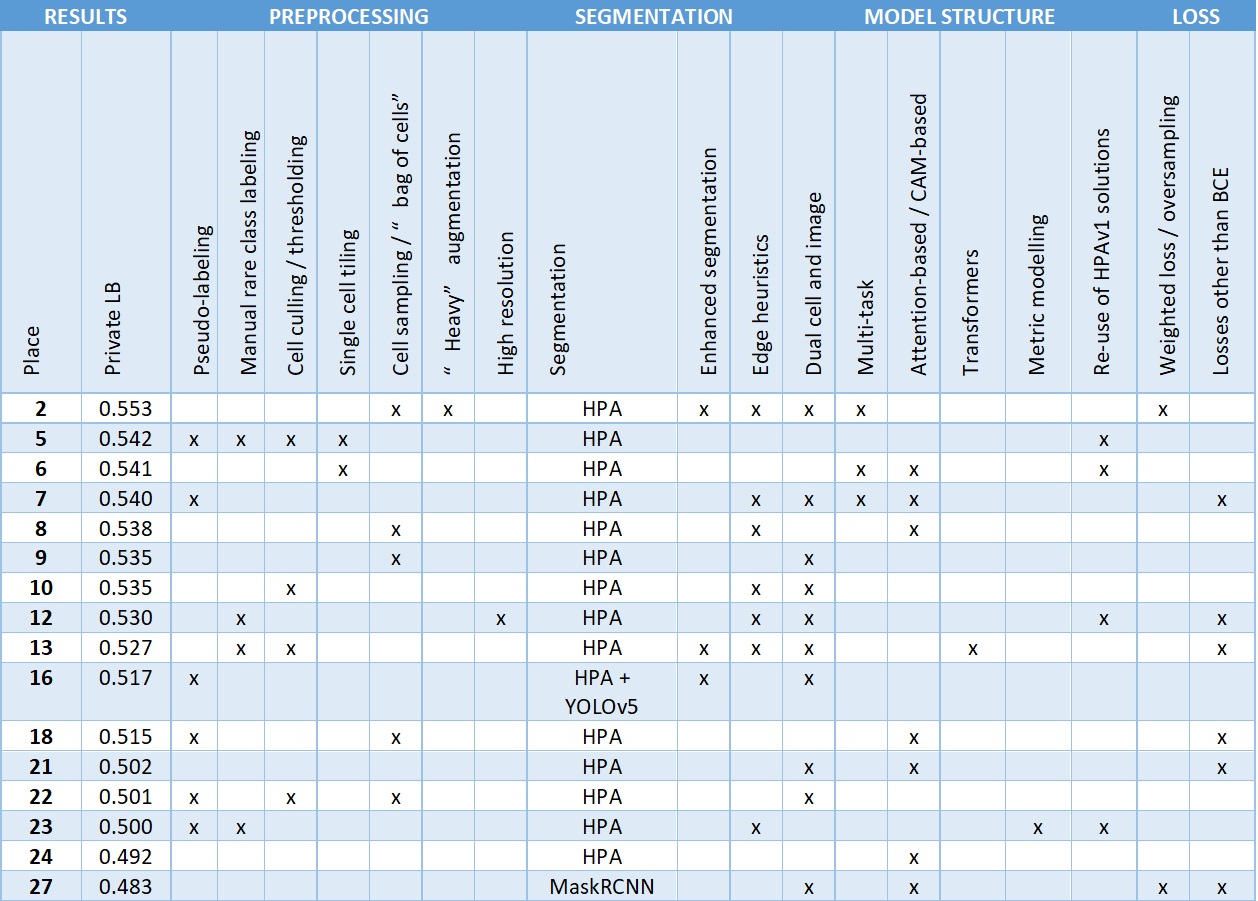 RESULTS PREPROCESSING SEGMENTATION MODEL STRUCTURE LOSS
Place
Private LB
Pseudo-labeling
Manual rare class labeling
Cell culling / thresholding
Single cell tiling
Cell sampling / “ bag of cells”
“ Heavy” augmentation
High resolution
Segmentation
Enhanced segmentation
Edge heuristics
Dual cell and image
Multi-task
Attention-based / CAM-based
Transformers
Metric modelling
Re-use of HPAv1 solutions
Weighted loss / oversampling
Losses other than BCE
2 0.553 x x HPA x x x x x
5 0.542 x x x x HPA x
6 0.541 x HPA x x x
7 0.540 x HPA x x x x x
8 0.538 x HPA x x
9 0.535 x HPA x
10 0.535 x HPA x x
12 0.530 x x HPA x x x x
13 0.527 x x HPA x x x x x
16 0.517 x HPA + x x
YOLOv5
18 0.515 x x HPA x x
21 0.502 HPA x x x
22 0.501 x x x HPA x
23 0.500 x x HPA x x x
24 0.492 HPA x
27 0.483 MaskRCNN x x x x